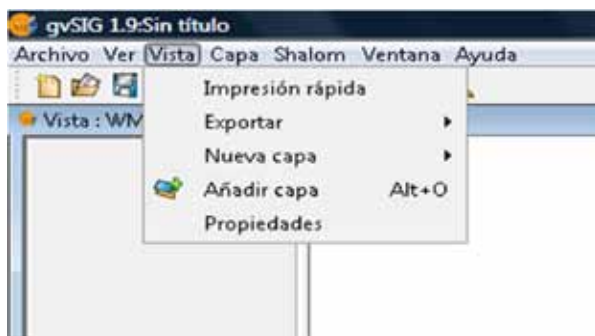 gvSIG 1.9:Sin título
Archivo Ver Vista Capa Shalom Ventana Ayuda
Vista : WM
Impresión rápida
Exportar
Nueva capa
Añadir capa Alt+O
Propiedades